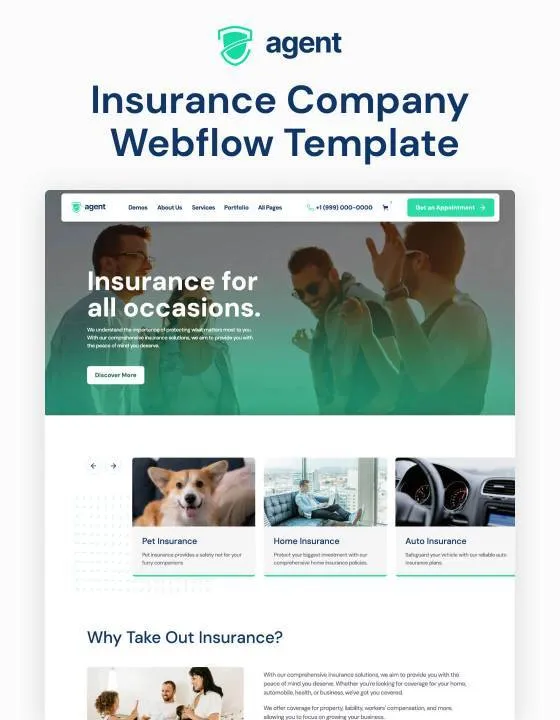 agent
Insurance Company
Webflow Template
agent
Demos About Us Services Portfolio All Pages +1 (999) 000-0000 Get an Appointment
Insurance for
all occasions.
We understand the importance of protecting what matters most to you.
With our comprehensive insurance solutions, we aim to provide you with
the peace of mind you deserve.
Discover More
Pet Insurance
Pet insurance provides a safety net for your
furry companions
Home Insurance
Protect your biggest investment with our
comprehensive home insurance policies.
Auto Insurance
Safeguard your vehicle with our reliable auto
insurance plans.
Why Take Out Insurance?
With our comprehensive insurance solutions, we aim to provide you with the
peace of mind you deserve. Whether you're looking for coverage for your home,
automobile, health, or business, we've got you covered.
We offer coverage for property, liability, workers' compensation, and more,
allowing you to focus on growing your business.